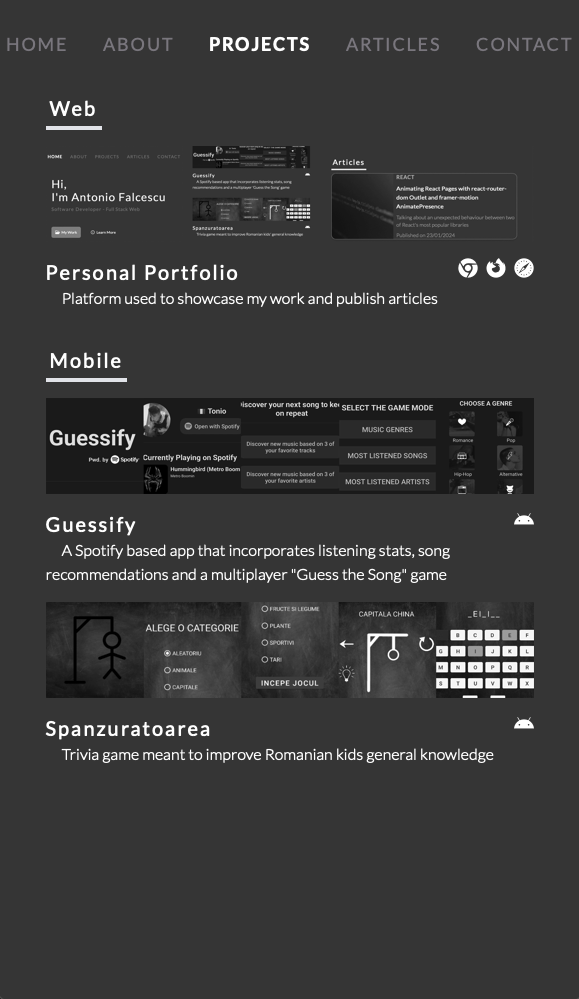 HOME ABOUT PROJECTS ARTICLES CONTACT
Web
HOME ABOUT PROJECTS ARTICLES CONTACT
Hi,
I'm Antonio Falcescu
Software Developer - Full Stack Web
My Work Learn More
Guessify
Guessify
A Spotify based app that incorporates listening stats, song
recommendations and a multiplayer "Guess the Song" game
Spanzuratoarea
Trivia game meant to improve Romanian kids general knowledge
Articles
REACT
Animating React Pages with react-router-
dom Outlet and framer-motion
AnimatePresence
Talking about an unexpected behaviour between two
of React's most popular libraries
Published on 23/01/2024
Personal Portfolio
Platform used to showcase my work and publish articles
Mobile
Guessify
Pwd. by Spotify
Tonio
Open with Spotify
Currently Playing on Spotify
Hummingbird (Metro Boom
Metro Boomin
iscover your next song to kee
on repeat
Discover new music based on 3 of
your favorite tracks
Discover new music based on 3 of
your favorite artists
SELECT THE GAME MODE
MUSIC GENRES
MOST LISTENED SONGS
MOST LISTENED ARTISTS
CHOOSE A GENRE
Romance Pop
Hip-Hop Alternative
Guessify
A Spotify based app that incorporates listening stats, song
recommendations and a multiplayer "Guess the Song" game
ALEGE O CATEGORIE
ALEATORIU
ANIMALE
CAPITALE
FRUCTE SI LEGUME
PLANTE
SPORTIVI
TARI
INCEPE JOCUL
CAPITALA CHINA
_EI_I__
B C D E F
G H I J K L
M N O P Q R
S T U V W X
Spanzuratoarea
Trivia game meant to improve Romanian kids general knowledge